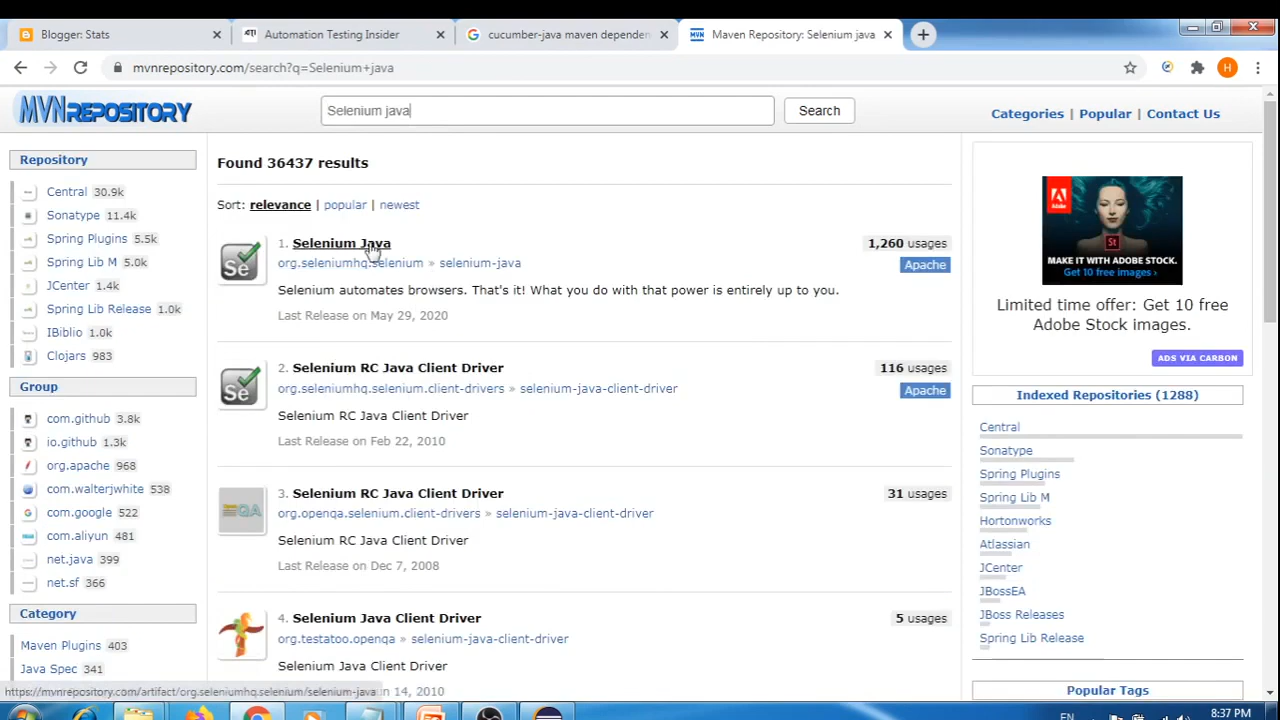 Blogger: Stats
Automation Testing Insider
cucumber-java maven dependen
Maven Repository: Selenium java
mvnrepository.com/search?q=Selenium+java
H
MVNREPOSITORY
Selenium java
Search
Categories | Popular | Contact Us
Repository
Central 30.9k
Sonatype 11.4k
Spring Plugins 5.5k
Spring Lib M 5.0k
JCenter 1.4k
Spring Lib Release 1.0k
IBiblio 1.0k
Clojars 983
Group
com.github 3.8k
io.github 1.3k
org.apache 968
com.walterjwhite 538
com.google 522
com.aliyun 481
net.java 399
net.sf 366
Category
Maven Plugins 403
Java Spec 341
Found 36437 results
Sort: relevance | popular | newest
Se
1. Selenium Java
1,260 usages
org.seleniumhq.selenium » selenium-java
Apache
Selenium automates browsers. That's it! What you do with that power is entirely up to you.
Last Release on May 29, 2020
Se
2. Selenium RC Java Client Driver
116 usages
org.seleniumhq.selenium.client-drivers » selenium-java-client-driver
Apache
Selenium RC Java Client Driver
Last Release on Feb 22, 2010
QA
3. Selenium RC Java Client Driver
31 usages
org.openqa.selenium.client-drivers » selenium-java-client-driver
Selenium RC Java Client Driver
Last Release on Dec 7, 2008
4. Selenium Java Client Driver
5 usages
org.testatoo.openqa » selenium-java-client-driver
Selenium Java Client Driver
un 14, 2010
Adobe
St
MAKE IT WITH ADOBE STOCK.
Get 10 free images ›
Limited time offer: Get 10 free
Adobe Stock images.
ADS VIA CARBON
Indexed Repositories (1288)
Central
Sonatype
Spring Plugins
Spring Lib M
Hortonworks
Atlassian
JCenter
JBossEA
JBoss Releases
Spring Lib Release
Popular Tags
https://mvnrepository.com/artifact/org.seleniumhq.selenium/selenium-java
EN
8:37 PM